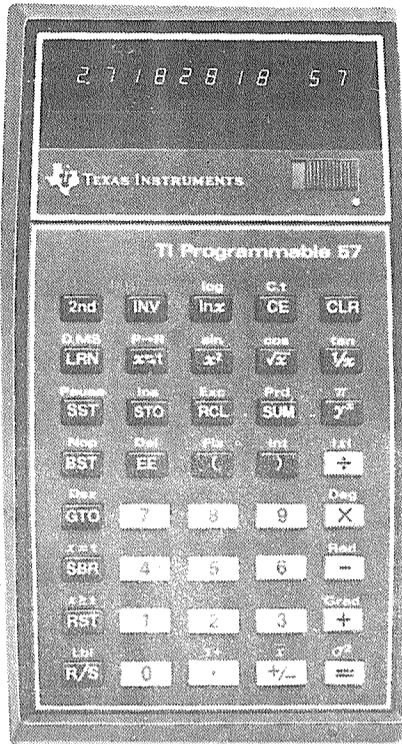 2.7182818 57
TEXAS INSTRUMENTS
TI Programmable 57
log C.t
2nd INV lnx CE CLR
D.MS P→R sin cos tan
LRN x⇄t x² √x 1/x
Pause Ins Exc Prd π
SST STO RCL SUM yˣ
Nop Del Fix Int |x|
BST EE ( ) ÷
Dsz Deg
GTO 7 8 9 X
x=t Rad
SBR 4 5 6 −
x≥t Grad
RST 1 2 3 +
Lbl Σ+ x̄ σ²
R/S 0 . +/− =